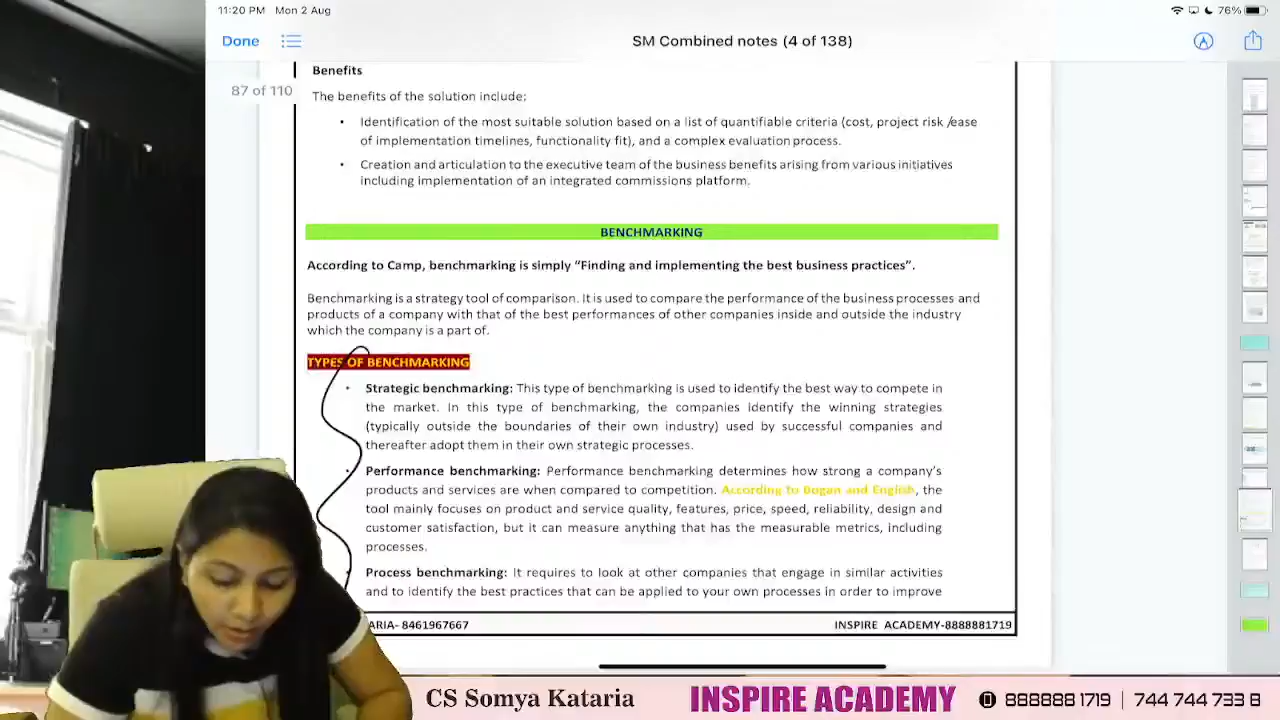 11:20 PM Mon 2 Aug
76%
Done
SM Combined notes (4 of 138)
87 of 110
Benefits
The benefits of the solution include:
• Identification of the most suitable solution based on a list of quantifiable criteria (cost, project risk /ease
of implementation timelines, functionality fit), and a complex evaluation process.
• Creation and articulation to the executive team of the business benefits arising from various initiatives
including implementation of an integrated commissions platform.
BENCHMARKING
According to Camp, benchmarking is simply “Finding and implementing the best business practices”.
Benchmarking is a strategy tool of comparison. It is used to compare the performance of the business processes and
products of a company with that of the best performances of other companies inside and outside the industry
which the company is a part of.
TYPES OF BENCHMARKING
• Strategic benchmarking: This type of benchmarking is used to identify the best way to compete in
the market. In this type of benchmarking, the companies identify the winning strategies
(typically outside the boundaries of their own industry) used by successful companies and
thereafter adopt them in their own strategic processes.
• Performance benchmarking: Performance benchmarking determines how strong a company’s
products and services are when compared to competition. According to Bogan and English, the
tool mainly focuses on product and service quality, features, price, speed, reliability, design and
customer satisfaction, but it can measure anything that has the measurable metrics, including
processes.
Process benchmarking: It requires to look at other companies that engage in similar activities
and to identify the best practices that can be applied to your own processes in order to improve
ARIA- 8461967667
INSPIRE ACADEMY-8888881719
CS Somya Kataria INSPIRE ACADEMY 888888 1719 | 744 744 733 8